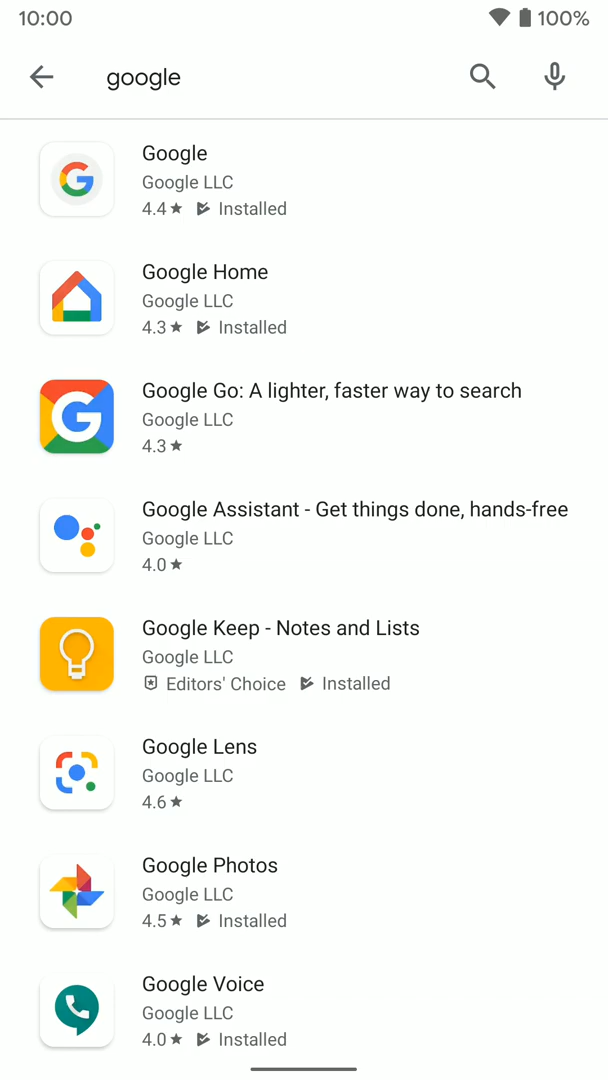 10:00 100%
google
Google
Google LLC
4.4★ Installed
Google Home
Google LLC
4.3★ Installed
Google Go: A lighter, faster way to search
Google LLC
4.3★
Google Assistant - Get things done, hands-free
Google LLC
4.0★
Google Keep - Notes and Lists
Google LLC
Editors' Choice Installed
Google Lens
Google LLC
4.6★
Google Photos
Google LLC
4.5★ Installed
Google Voice
Google LLC
4.0★ Installed